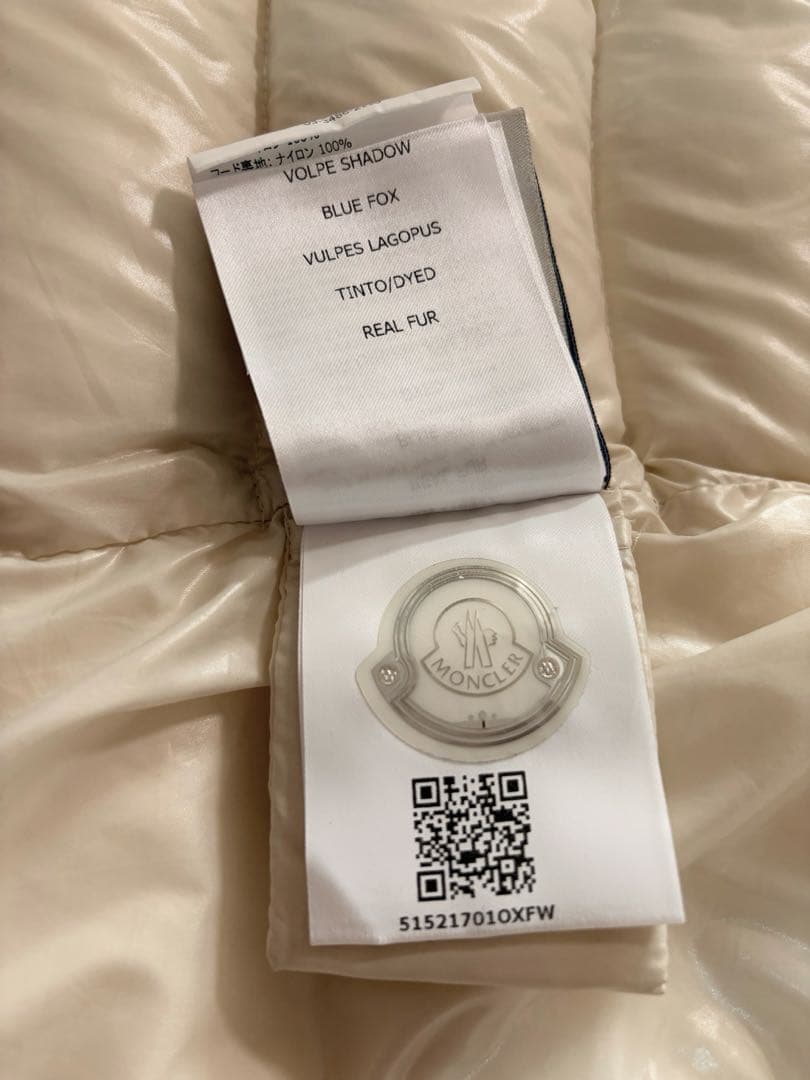 フード裏地: ナイロン 100%
VOLPE SHADOW
BLUE FOX
VULPES LAGOPUS
TINTO/DYED
REAL FUR
MONCLER
51521701OXFW